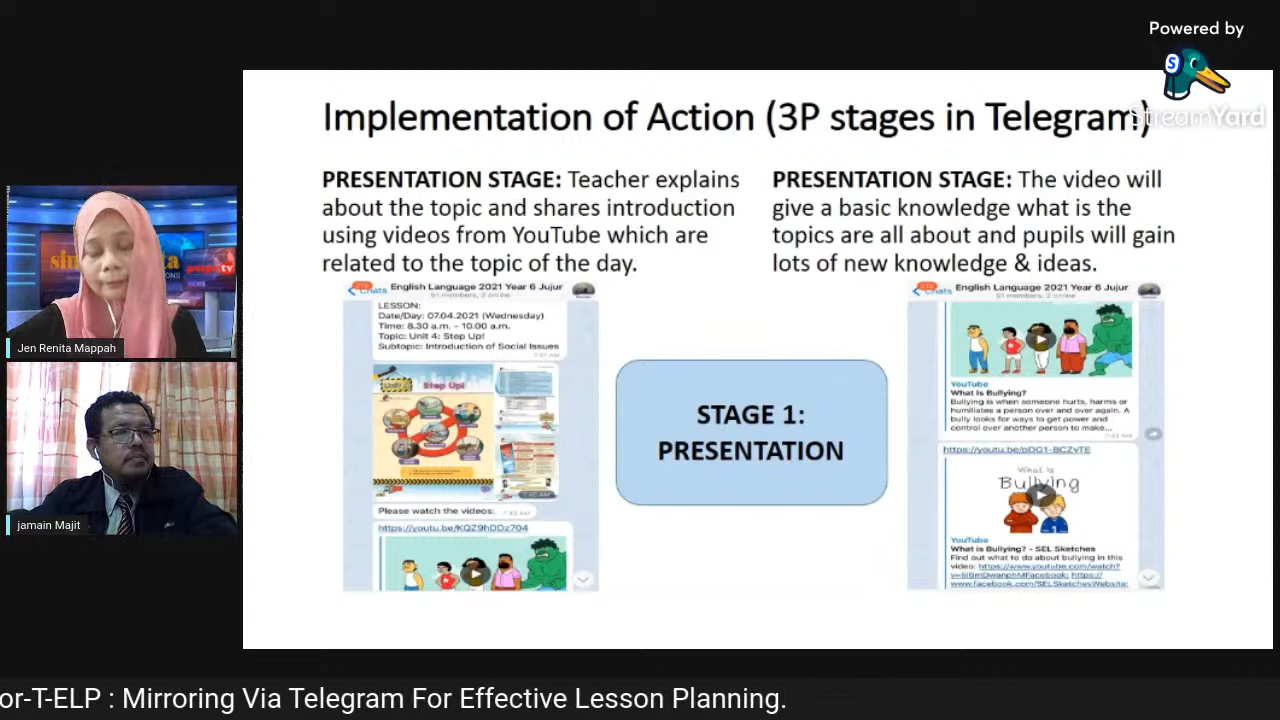 Powered by
StreamYard
Implementation of Action (3P stages in Telegram)
PRESENTATION STAGE: Teacher explains
about the topic and shares introduction
using videos from YouTube which are
related to the topic of the day.
PRESENTATION STAGE: The video will
give a basic knowledge what is the
topics are all about and pupils will gain
lots of new knowledge & ideas.
Chats
English Language 2021 Year 6 Jujur
51 members, 2 online
LESSON:
Date/Day: 07.04.2021 (Wednesday)
Time: 8.30 a.m. - 10.00 a.m.
Topic: Unit 4: Step Up!
Subtopic: Introduction of Social Issues
Step Up!
Please watch the videos:
https://youtu.be/KQZ9hDDz704
STAGE 1:
PRESENTATION
Chats
English Language 2021 Year 6 Jujur
51 members, 2 online
YouTube
What Is Bullying?
Bullying is when someone hurts, harms or
humiliates a person over and over again. A
bully looks for ways to get power and
control over another person to make...
https://youtu.be/pDG1-BCZvTE
What is
Bullying
YouTube
What is Bullying? - SEL Sketches
Find out what to do about bullying in this
video: https://www.youtube.com/watch?
https://
www.facebook.com/SELSketchesWebsite:
Jen Renita Mappah
jamain Majit
or-T-ELP : Mirroring Via Telegram For Effective Lesson Planning.